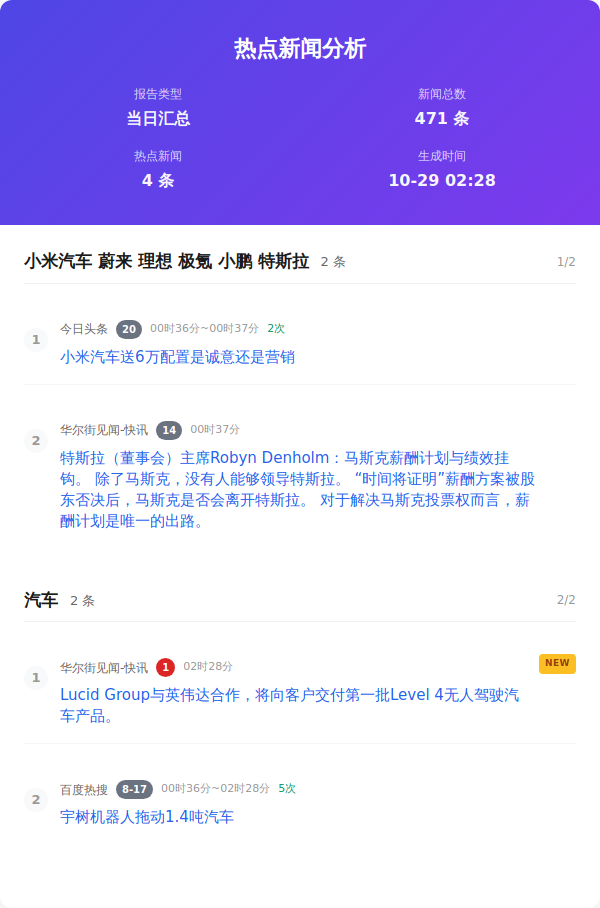 热点新闻分析
报告类型
新闻总数
当日汇总
471 条
热点新闻
生成时间
4 条
10-29 02:28
小米汽车 蔚来 理想 极氪 小鹏 特斯拉 2 条 1/2
1
今日头条 20 00时36分~00时37分 2次
小米汽车送6万配置是诚意还是营销
2
华尔街见闻-快讯 14 00时37分
特斯拉（董事会）主席Robyn Denholm：马斯克薪酬计划与绩效挂
钩。 除了马斯克，没有人能够领导特斯拉。 “时间将证明”薪酬方案被股
东否决后，马斯克是否会离开特斯拉。 对于解决马斯克投票权而言，薪
酬计划是唯一的出路。
汽车 2 条 2/2
1
华尔街见闻-快讯 1 02时28分 NEW
Lucid Group与英伟达合作，将向客户交付第一批Level 4无人驾驶汽
车产品。
2
百度热搜 8-17 00时36分~02时28分 5次
宇树机器人拖动1.4吨汽车